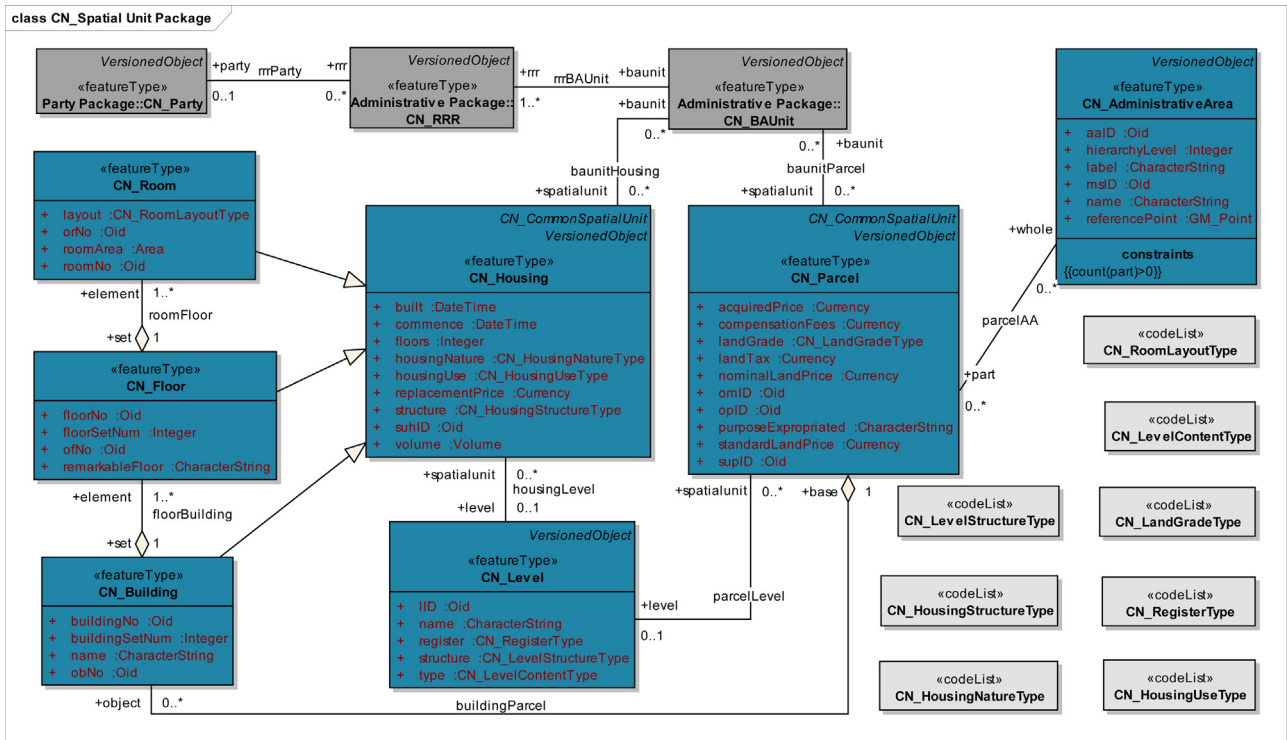 class CN_Spatial Unit Package
VersionedObject
«featureType»
Party Package::CN_Party
+party
rrrParty
+rrr
0..1
0..*
VersionedObject
«featureType»
Administrative Package::
CN_RRR
+rrr
rrBAUnit
+baunit
1..*
VersionedObject
«featureType»
Administrative Package::
CN_BAUnit
+baunit
0..*
baunitHousing
+spatialunit
0..*
0..*
+baunit
baunitParcel
+spatialunit
0..*
VersionedObject
«featureType»
CN_AdministrativeArea
+ aaID :Oid
+ hierarchyLevel :Integer
+ label :CharacterString
+ msID :Oid
+ name :CharacterString
+ referencePoint :GM_Point
constraints
{{count(part)>0}}
+whole
0..*
parcelAA
+part
0..*
«featureType»
CN_Room
+ layout :CN_RoomLayoutType
+ orNo :Oid
+ roomArea :Area
+ roomNo :Oid
+element
1..*
roomFloor
+set
1
«featureType»
CN_Floor
+ floorNo :Oid
+ floorSetNum :Integer
+ ofNo :Oid
+ remarkableFloor :CharacterString
+element
1..*
floorBuilding
+set
1
«featureType»
CN_Building
+ buildingNo :Oid
+ buildingSetNum :Integer
+ name :CharacterString
+ obNo :Oid
+object
0..*
buildingParcel
CN_CommonSpatialUnit
VersionedObject
«featureType»
CN_Housing
+ built :DateTime
+ commence :DateTime
+ floors :Integer
+ housingNature :CN_HousingNatureType
+ housingUse :CN_HousingUseType
+ replacementPrice :Currency
+ structure :CN_HousingStructureType
+ suhID :Oid
+ volume :Volume
+spatialunit
0..*
housingLevel
+level
0..1
VersionedObject
«featureType»
CN_Level
+ lID :Oid
+ name :CharacterString
+ register :CN_RegisterType
+ structure :CN_LevelStructureType
+ type :CN_LevelContentType
CN_CommonSpatialUnit
VersionedObject
«featureType»
CN_Parcel
+ acquiredPrice :Currency
+ compensationFees :Currency
+ landGrade :CN_LandGradeType
+ landTax :Currency
+ nominalLandPrice :Currency
+ omID :Oid
+ opID :Oid
+ purposeExpropriated :CharacterString
+ standardLandPrice :Currency
+ supID :Oid
+spatialunit
0..*
+base
1
parcelLevel
+level
0..1
«codeList»
CN_RoomLayoutType
«codeList»
CN_LevelContentType
«codeList»
CN_LevelStructureType
«codeList»
CN_LandGradeType
«codeList»
CN_HousingStructureType
«codeList»
CN_RegisterType
«codeList»
CN_HousingNatureType
«codeList»
CN_HousingUseType